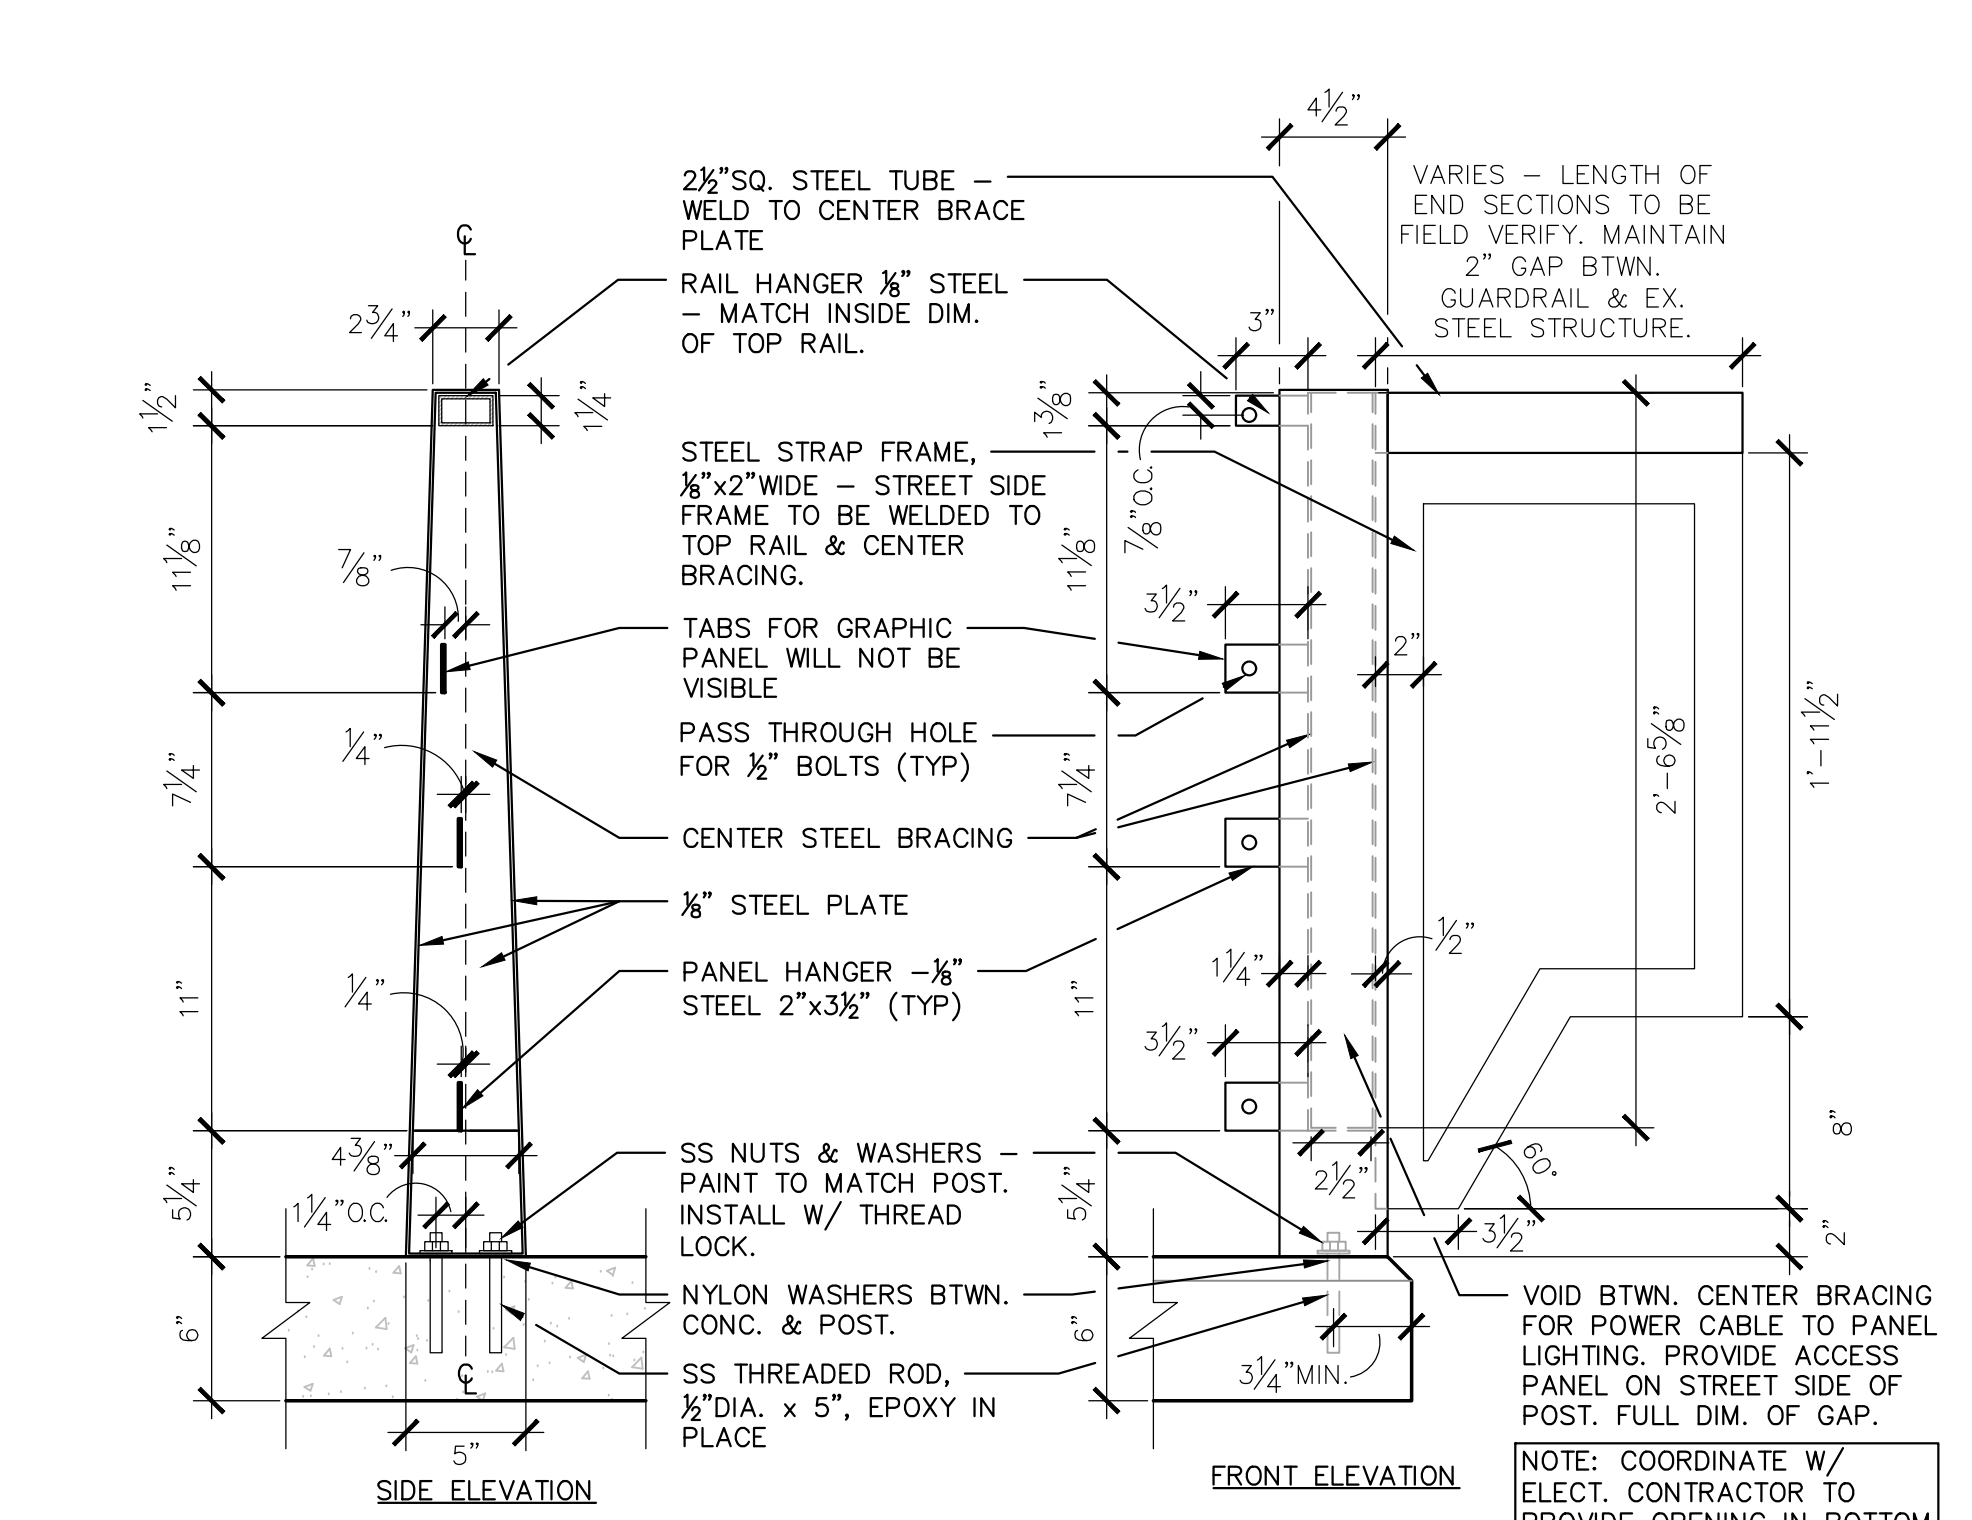 4½"
2½"SQ. STEEL TUBE –
WELD TO CENTER BRACE
PLATE
VARIES – LENGTH OF
END SECTIONS TO BE
FIELD VERIFY. MAINTAIN
2" GAP BTWN.
GUARDRAIL & EX.
STEEL STRUCTURE.
℄
RAIL HANGER ⅛" STEEL
– MATCH INSIDE DIM.
OF TOP RAIL.
2¾"
3"
1½"
1¼"
1⅜"
7/8"O.C.
STEEL STRAP FRAME,
⅛"x2"WIDE – STREET SIDE
FRAME TO BE WELDED TO
TOP RAIL & CENTER
BRACING.
11⅛"
7/8"
11⅛"
3½"
TABS FOR GRAPHIC
PANEL WILL NOT BE
VISIBLE
2"
PASS THROUGH HOLE
FOR ½" BOLTS (TYP)
1'–11½"
2'–6⅝"
¼"
7¼"
7¼"
CENTER STEEL BRACING
⅛" STEEL PLATE
½"
PANEL HANGER –⅛"
STEEL 2"x3½" (TYP)
1¼"
¼"
11"
11"
3½"
8"
4⅜"
SS NUTS & WASHERS –
PAINT TO MATCH POST.
INSTALL W/ THREAD
LOCK.
2½"
60°
5¼"
1¼"O.C.
5¼"
3½"
2"
NYLON WASHERS BTWN.
CONC. & POST.
VOID BTWN. CENTER BRACING
FOR POWER CABLE TO PANEL
LIGHTING. PROVIDE ACCESS
PANEL ON STREET SIDE OF
POST. FULL DIM. OF GAP.
6"
6"
℄
SS THREADED ROD,
½"DIA. x 5", EPOXY IN
PLACE
3¼"MIN.
5"
SIDE ELEVATION
FRONT ELEVATION
NOTE: COORDINATE W/
ELECT. CONTRACTOR TO
PROVIDE OPENING IN BOTTOM